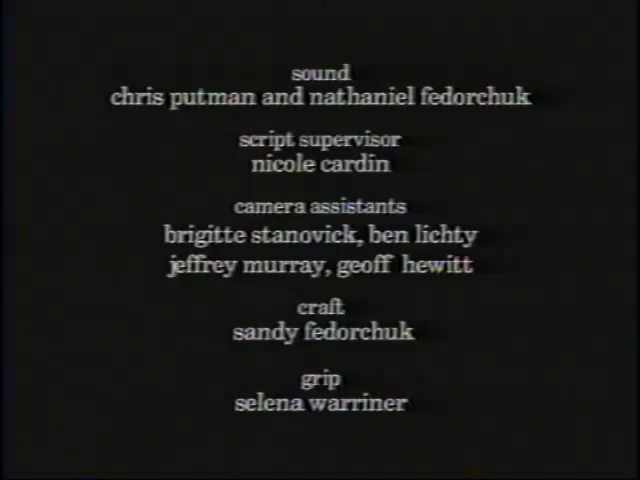 sound
chris putman and nathaniel fedorchuk
script supervisor
nicole cardin
camera assistants
brigitte stanovick, ben lichty
jeffrey murray, geoff hewitt
craft
sandy fedorchuk
grip
selena warriner